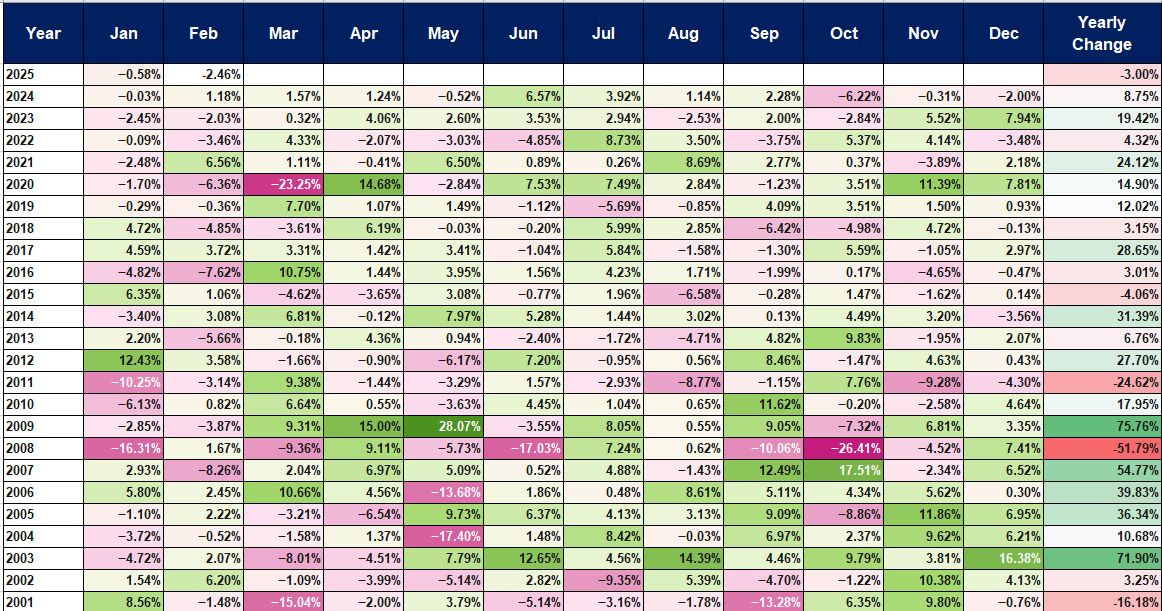 Year Jan Feb Mar Apr May Jun Jul Aug Sep Oct Nov Dec Yearly Change
2025 −0.58% -2.46% -3.00%
2024 −0.03% 1.18% 1.57% 1.24% −0.52% 6.57% 3.92% 1.14% 2.28% −6.22% −0.31% −2.00% 8.75%
2023 −2.45% −2.03% 0.32% 4.06% 2.60% 3.53% 2.94% −2.53% 2.00% −2.84% 5.52% 7.94% 19.42%
2022 −0.09% −3.46% 4.33% −2.07% −3.03% −4.85% 8.73% 3.50% −3.75% 5.37% 4.14% −3.48% 4.32%
2021 −2.48% 6.56% 1.11% −0.41% 6.50% 0.89% 0.26% 8.69% 2.77% 0.37% −3.89% 2.18% 24.12%
2020 −1.70% −6.36% −23.25% 14.68% −2.84% 7.53% 7.49% 2.84% −1.23% 3.51% 11.39% 7.81% 14.90%
2019 −0.29% −0.36% 7.70% 1.07% 1.49% −1.12% −5.69% −0.85% 4.09% 3.51% 1.50% 0.93% 12.02%
2018 4.72% −4.85% −3.61% 6.19% −0.03% −0.20% 5.99% 2.85% −6.42% −4.98% 4.72% −0.13% 3.15%
2017 4.59% 3.72% 3.31% 1.42% 3.41% −1.04% 5.84% −1.58% −1.30% 5.59% −1.05% 2.97% 28.65%
2016 −4.82% −7.62% 10.75% 1.44% 3.95% 1.56% 4.23% 1.71% −1.99% 0.17% −4.65% −0.47% 3.01%
2015 6.35% 1.06% −4.62% −3.65% 3.08% −0.77% 1.96% −6.58% −0.28% 1.47% −1.62% 0.14% -4.06%
2014 −3.40% 3.08% 6.81% −0.12% 7.97% 5.28% 1.44% 3.02% 0.13% 4.49% 3.20% −3.56% 31.39%
2013 2.20% −5.66% −0.18% 4.36% 0.94% −2.40% −1.72% −4.71% 4.82% 9.83% −1.95% 2.07% 6.76%
2012 12.43% 3.58% −1.66% −0.90% −6.17% 7.20% −0.95% 0.56% 8.46% −1.47% 4.63% 0.43% 27.70%
2011 −10.25% −3.14% 9.38% −1.44% −3.29% 1.57% −2.93% −8.77% −1.15% 7.76% −9.28% −4.30% -24.62%
2010 −6.13% 0.82% 6.64% 0.55% −3.63% 4.45% 1.04% 0.65% 11.62% −0.20% −2.58% 4.64% 17.95%
2009 −2.85% −3.87% 9.31% 15.00% 28.07% −3.55% 8.05% 0.55% 9.05% −7.32% 6.81% 3.35% 75.76%
2008 −16.31% 1.67% −9.36% 9.11% −5.73% −17.03% 7.24% 0.62% −10.06% −26.41% −4.52% 7.41% -51.79%
2007 2.93% −8.26% 2.04% 6.97% 5.09% 0.52% 4.88% −1.43% 12.49% 17.51% −2.34% 6.52% 54.77%
2006 5.80% 2.45% 10.66% 4.56% −13.68% 1.86% 0.48% 8.61% 5.11% 4.34% 5.62% 0.30% 39.83%
2005 −1.10% 2.22% −3.21% −6.54% 9.73% 6.37% 4.13% 3.13% 9.09% −8.86% 11.86% 6.95% 36.34%
2004 −3.72% −0.52% −1.58% 1.37% −17.40% 1.48% 8.42% −0.03% 6.97% 2.37% 9.62% 6.21% 10.68%
2003 −4.72% 2.07% −8.01% −4.51% 7.79% 12.65% 4.56% 14.39% 4.46% 9.79% 3.81% 16.38% 71.90%
2002 1.54% 6.20% −1.09% −3.99% −5.14% 2.82% −9.35% 5.39% −4.70% −1.22% 10.38% 4.13% 3.25%
2001 8.56% −1.48% −15.04% −2.00% 3.79% −5.14% −3.16% −1.78% −13.28% 6.35% 9.80% −0.76% -16.18%